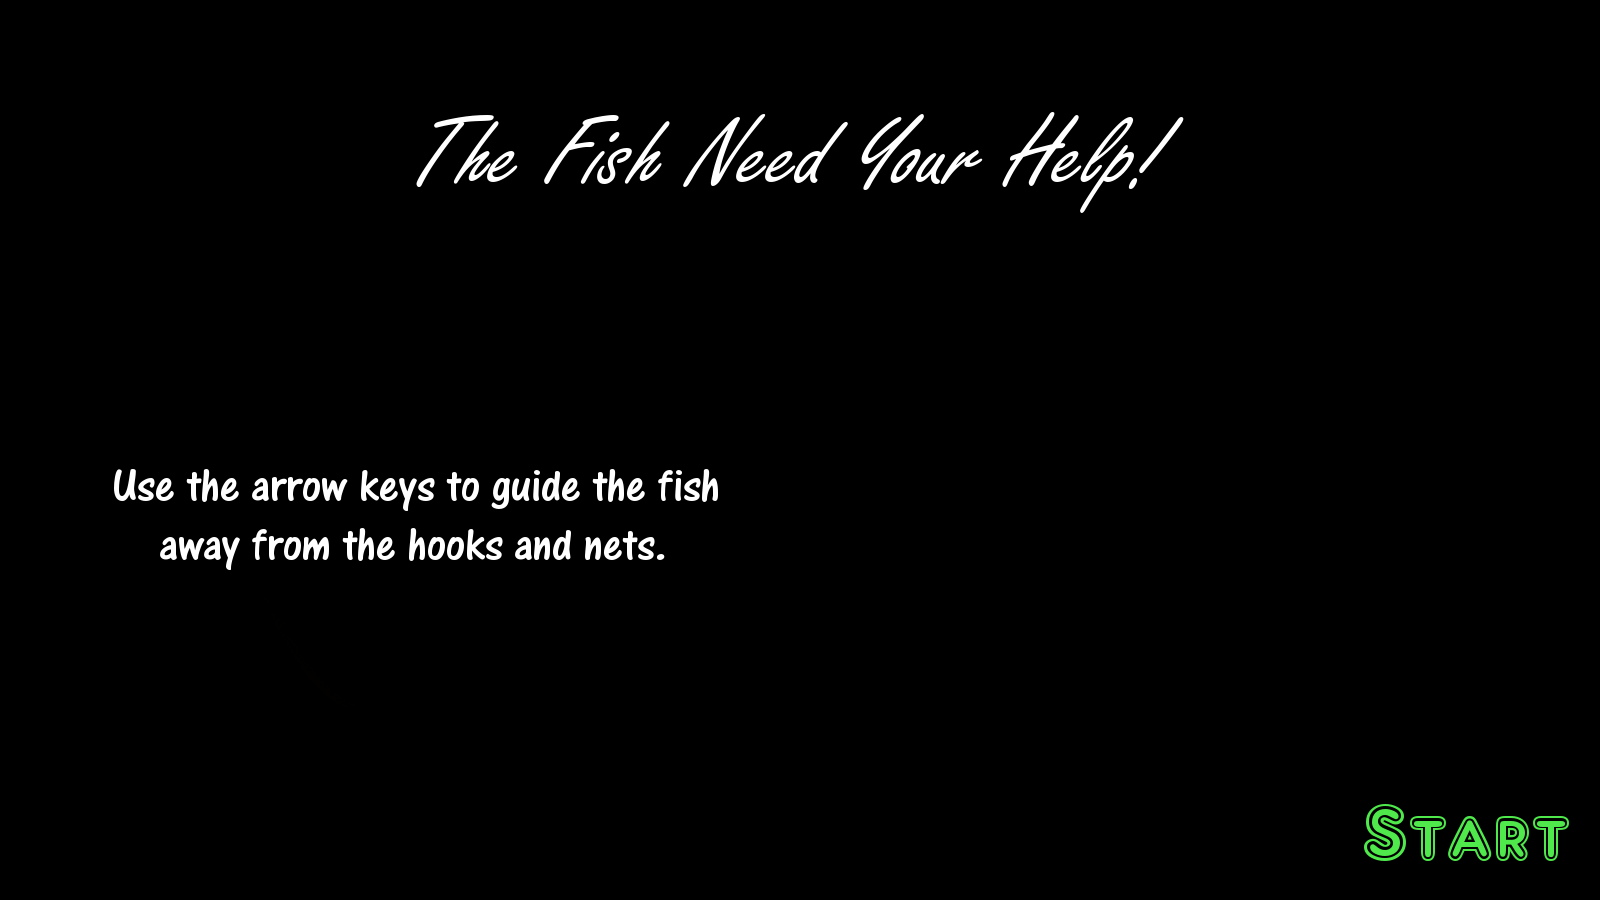 The Fish Need Your Help!
Use the arrow keys to guide the fish
away from the hooks and nets.
Start